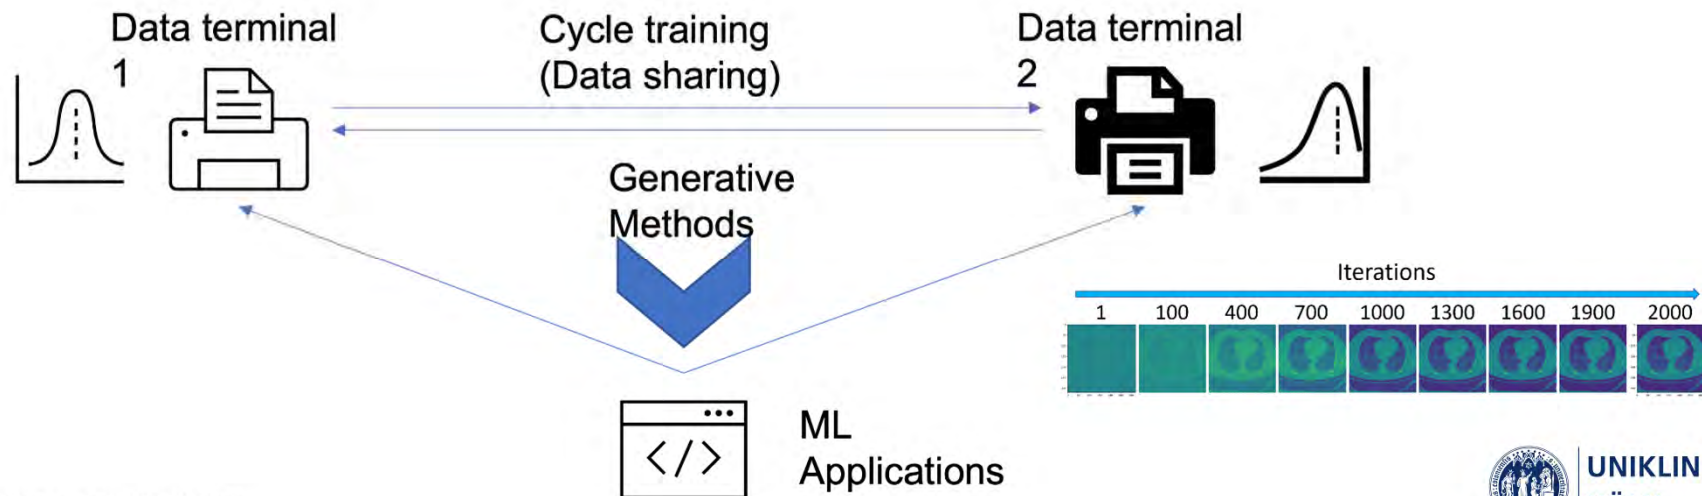 Data terminal
1
Cycle training
(Data sharing)
Data terminal
2
Generative
Methods
Iterations
1 100 400 700 1000 1300 1600 1900 2000
</>
ML
Applications
UNIKLIN